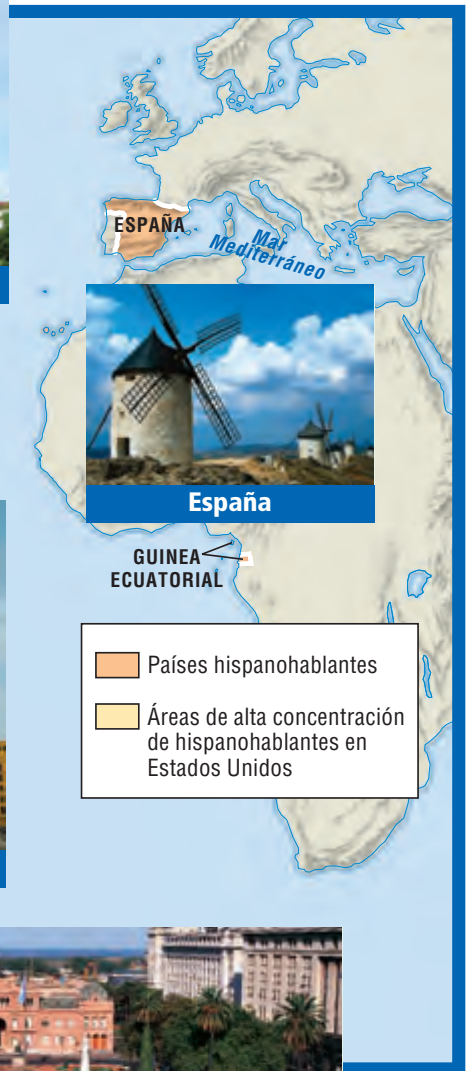 ESPAÑA
Mar
Mediterráneo
España
GUINEA
ECUATORIAL
Países hispanohablantes
Áreas de alta concentración
de hispanohablantes en
Estados Unidos